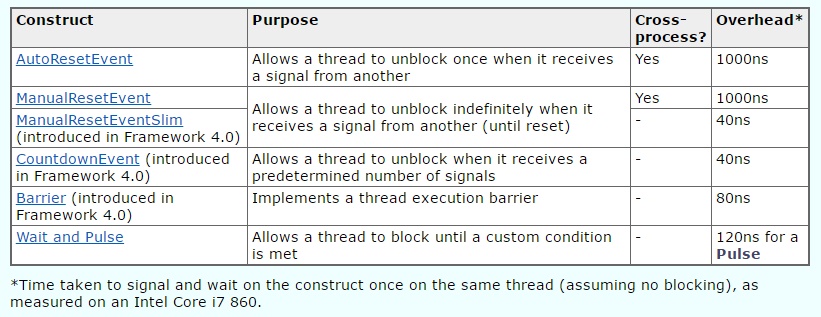 Construct Purpose Cross-process? Overhead*
AutoResetEvent Allows a thread to unblock once when it receives a signal from another Yes 1000ns
ManualResetEvent Allows a thread to unblock indefinitely when it receives a signal from another (until reset) Yes 1000ns
ManualResetEventSlim (introduced in Framework 4.0) - 40ns
CountdownEvent (introduced in Framework 4.0) Allows a thread to unblock when it receives a predetermined number of signals - 40ns
Barrier (introduced in Framework 4.0) Implements a thread execution barrier - 80ns
Wait and Pulse Allows a thread to block until a custom condition is met - 120ns for a Pulse
*Time taken to signal and wait on the construct once on the same thread (assuming no blocking), as
measured on an Intel Core i7 860.